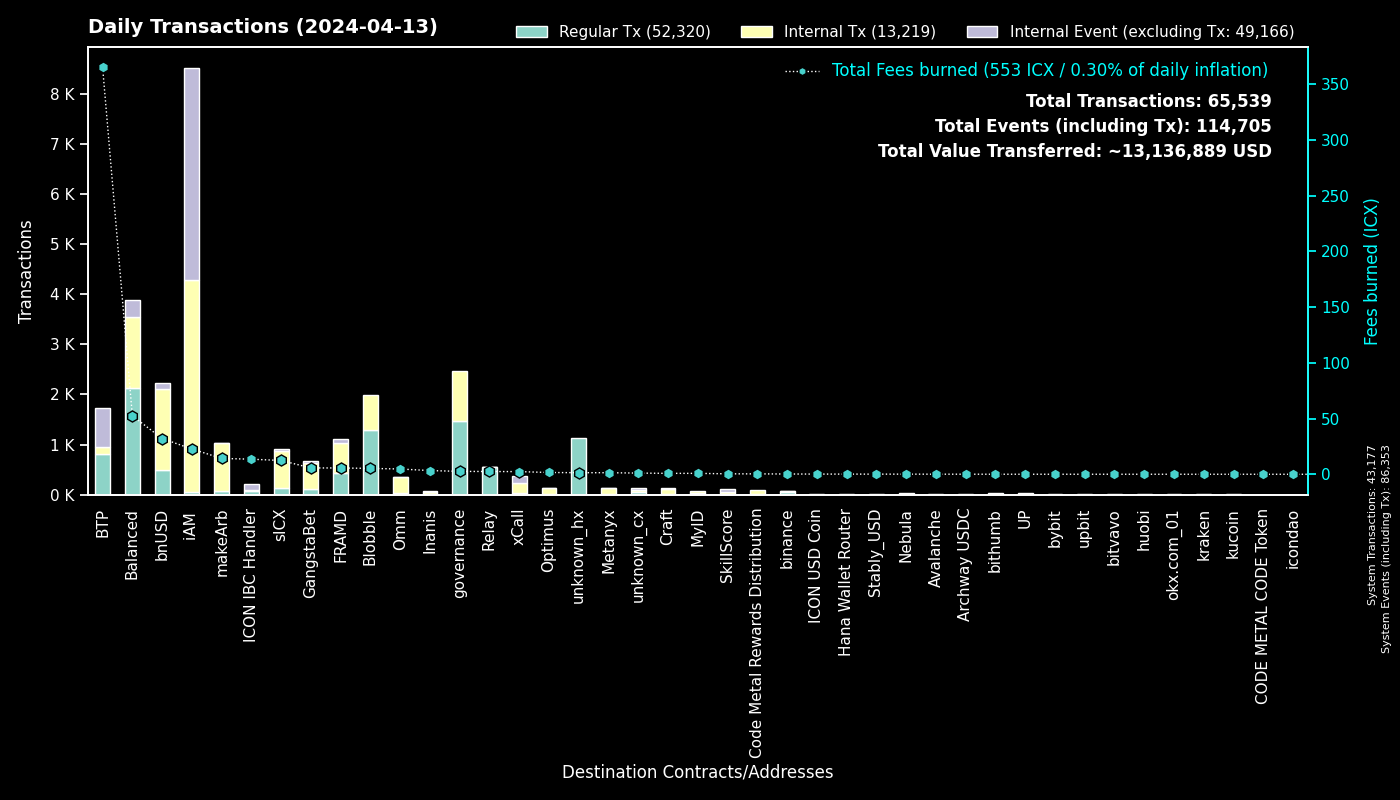 Daily Transactions (2024-04-13)
Regular Tx (52,320)
Internal Tx (13,219)
Internal Event (excluding Tx: 49,166)
Total Fees burned (553 ICX / 0.30% of daily inflation)
Total Transactions: 65,539
Total Events (including Tx): 114,705
Total Value Transferred: ~13,136,889 USD
Transactions
8 K
7 K
6 K
5 K
4 K
3 K
2 K
1 K
0 K
350
300
250
200
150
100
50
0
Fees burned (ICX)
System Transactions: 43,177
System Events (including Tx): 86,353
BTP
Balanced
bnUSD
iAM
makeArb
ICON IBC Handler
sICX
GangstaBet
FRAMD
Blobble
Omm
Inanis
governance
Relay
xCall
Optimus
unknown_hx
Metanyx
unknown_cx
Craft
MyID
SkillScore
Code Metal Rewards Distribution
binance
ICON USD Coin
Hana Wallet Router
Stably_USD
Nebula
Avalanche
Archway USDC
bithumb
UP
bybit
upbit
bitvavo
huobi
okx.com_01
kraken
kucoin
CODE METAL CODE Token
icondao
Destination Contracts/Addresses